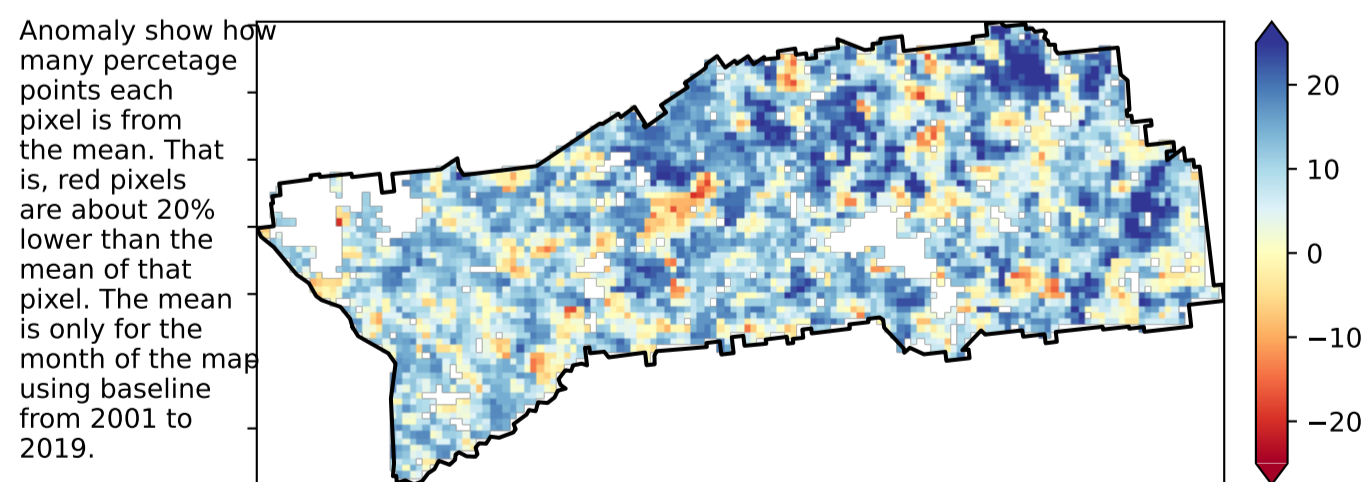 Anomaly show how
many percetage
points each
pixel is from
the mean. That
is, red pixels
are about 20%
lower than the
mean of that
pixel. The mean
is only for the
month of the map
using baseline
from 2001 to
2019.
20
10
0
−10
−20